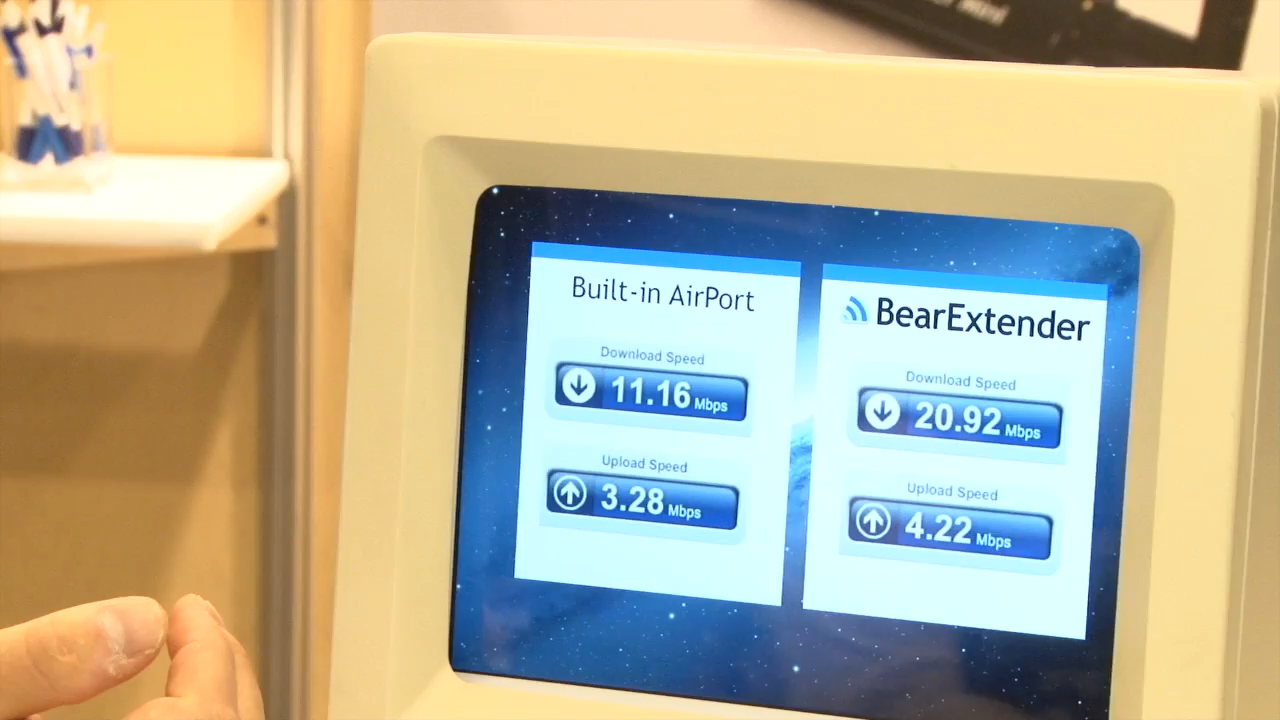 Built-in AirPort
Download Speed
11.16 Mbps
Upload Speed
3.28 Mbps
BearExtender
Download Speed
20.92 Mbps
Upload Speed
4.22 Mbps